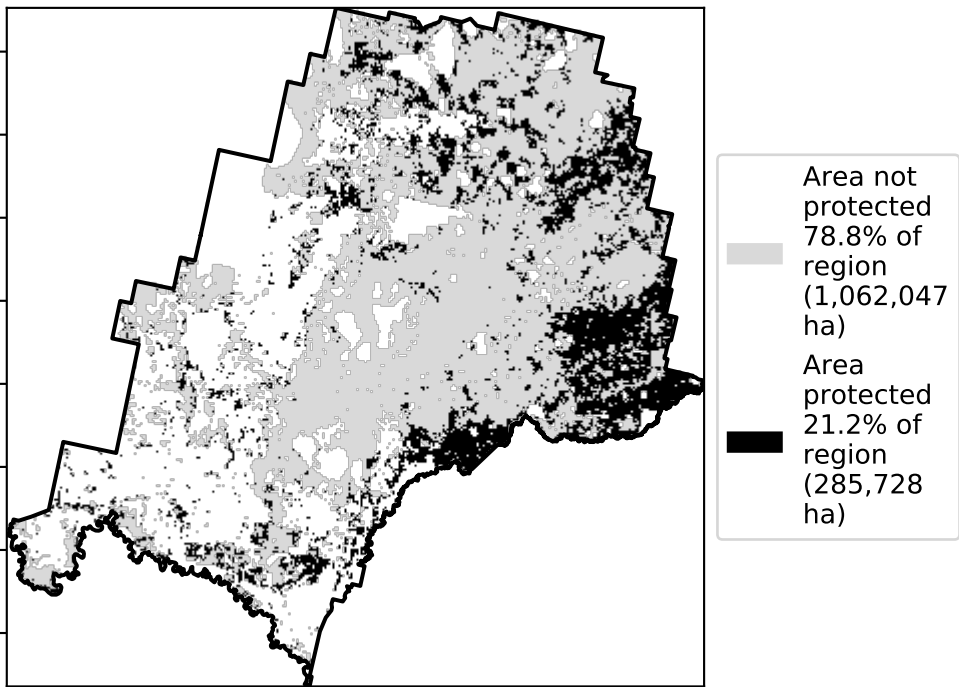 Area not
protected
78.8% of
region
(1,062,047
ha)
Area
protected
21.2% of
region
(285,728
ha)